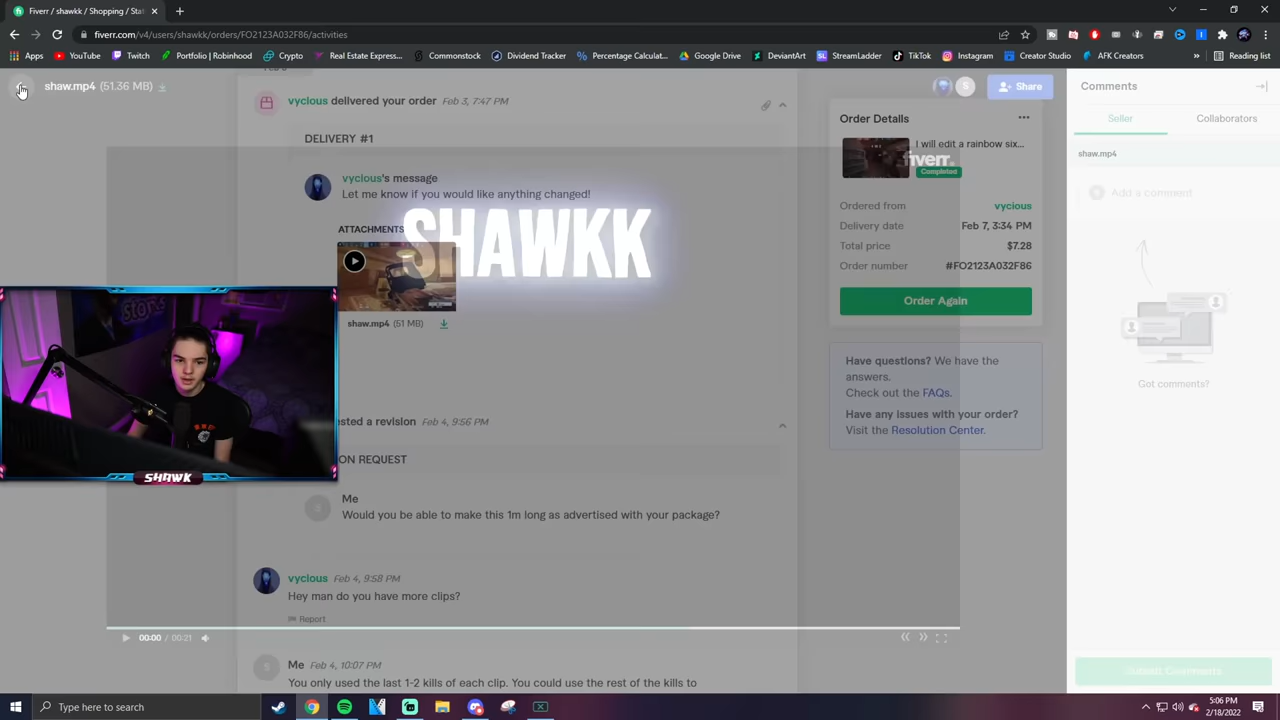 Fiverr / shawkk / Shopping / Stat
fiverr.com/v4/users/shawkk/orders/FO2123A032F86/activities
Apps YouTube Twitch Portfolio | Robinhood Crypto Real Estate Express... Commonstock Dividend Tracker Percentage Calculat... Google Drive DeviantArt StreamLadder TikTok Instagram Creator Studio AFK Creators » Reading list
shaw.mp4 (51.36 MB)
vycious delivered your order Feb 3, 7:47 PM
Share
Comments
Seller Collaborators
DELIVERY #1
Order Details
I will edit a rainbow six...
fiverr.
Completed
shaw.mp4
vycious's message
Let me know if you would like anything changed!
Add a comment
Ordered from vycious
ATTACHMENTS
SHAWKK
Delivery date Feb 7, 3:34 PM
Total price $7.28
Order number #FO2123A032F86
Order Again
shaw.mp4 (51 MB)
Have questions? We have the
answers.
Check out the FAQs.
Have any issues with your order?
Visit the Resolution Center.
Got comments?
sted a revision Feb 4, 9:56 PM
ON REQUEST
SHAWK
Me
Would you be able to make this 1m long as advertised with your package?
vycious Feb 4, 9:58 PM
Hey man do you have more clips?
Report
00:00 / 00:21
Me Feb 4, 10:07 PM
You only used the last 1-2 kills of each clip. You could use the rest of the kills to
Submit Comments
Type here to search
5:06 PM
2/18/2022